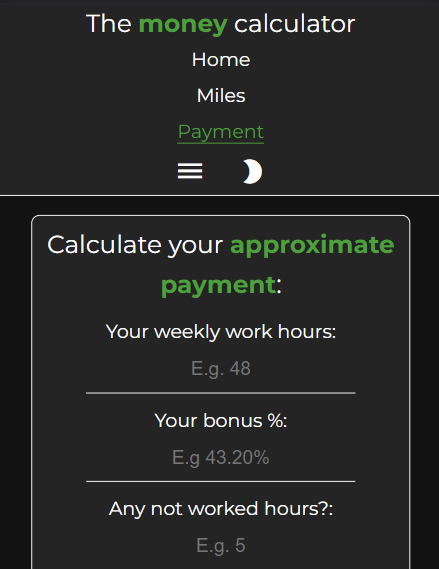 The money calculator
Home
Miles
Payment
Calculate your approximate
payment:
Your weekly work hours:
E.g. 48
Your bonus %:
E.g 43.20%
Any not worked hours?:
E.g. 5